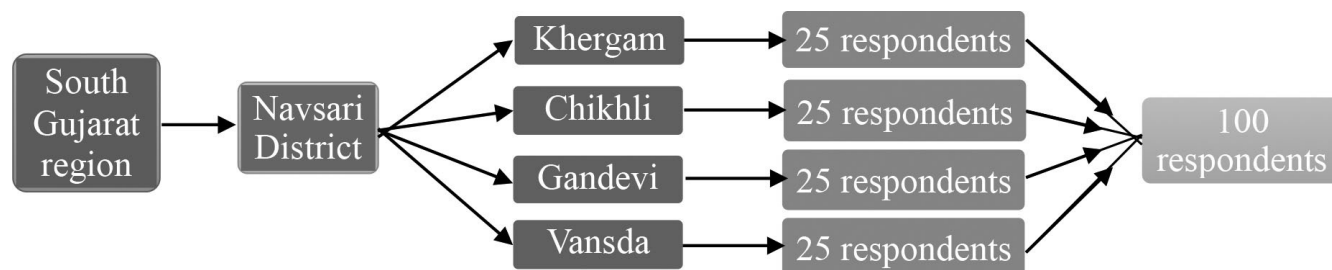 South
Gujarat
region
Navsari
District
Khergam
25 respondents
Chikhli
25 respondents
Gandevi
25 respondents
Vansda
25 respondents
100
respondents